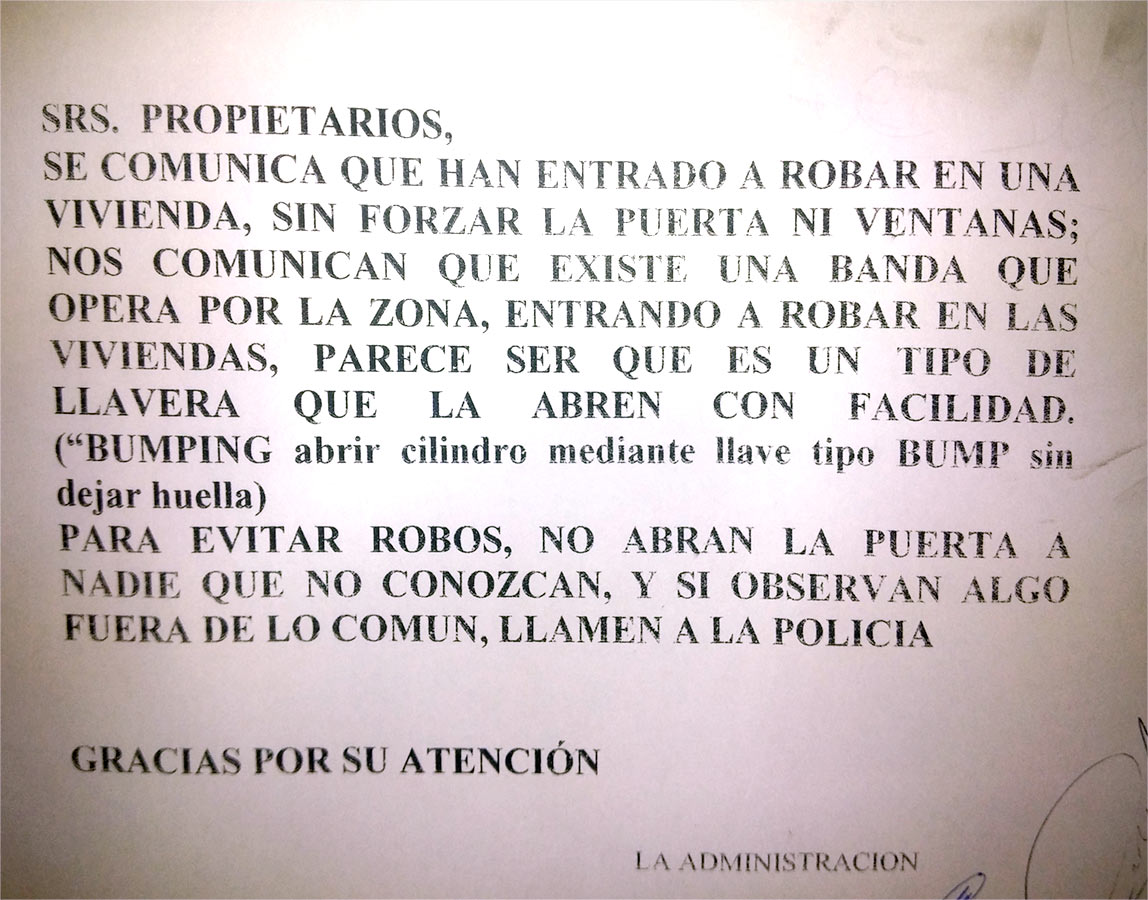 SRS. PROPIETARIOS,
SE COMUNICA QUE HAN ENTRADO A ROBAR EN UNA
VIVIENDA, SIN FORZAR LA PUERTA NI VENTANAS;
NOS COMUNICAN QUE EXISTE UNA BANDA QUE
OPERA POR LA ZONA, ENTRANDO A ROBAR EN LAS
VIVIENDAS, PARECE SER QUE ES UN TIPO DE
LLAVERA QUE LA ABREN CON FACILIDAD.
(“BUMPING abrir cilindro mediante llave tipo BUMP sin
dejar huella)
PARA EVITAR ROBOS, NO ABRAN LA PUERTA A
NADIE QUE NO CONOZCAN, Y SI OBSERVAN ALGO
FUERA DE LO COMUN, LLAMEN A LA POLICIA
GRACIAS POR SU ATENCIÓN
LA ADMINISTRACION